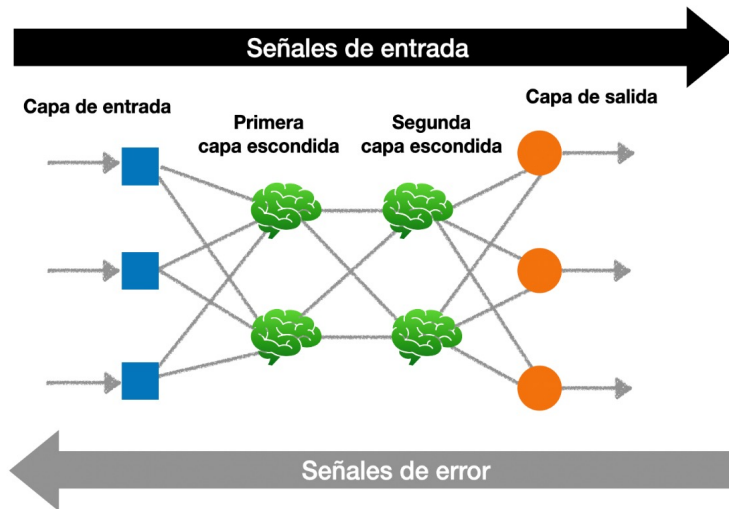 Señales de entrada
Capa de entrada
Primera
capa escondida
Segunda
capa escondida
Capa de salida
Señales de error